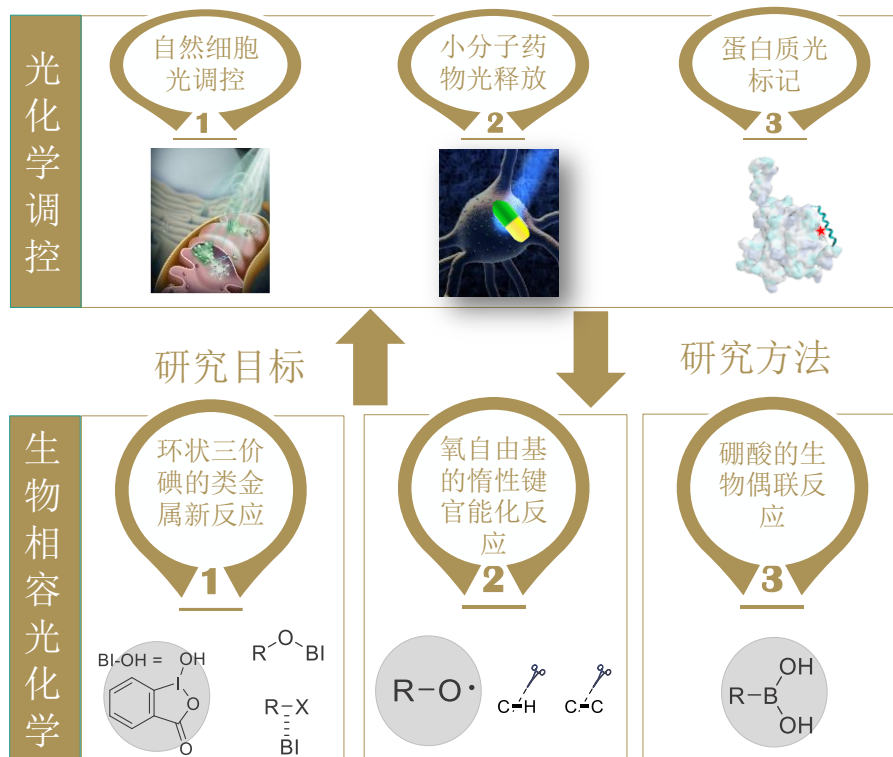 光化学调控
自然细胞
光调控
1
小分子药
物光释放
2
蛋白质光
标记
3
研究目标
研究方法
生物相容光化学
环状三价
碘的类金
属新反应
1
氧自由基
的惰性键
官能化反
应
2
硼酸的生
物偶联反
应
3
BI-OH =
OH
I
O
O
R O BI
R-X
BI
R-O·
C-H
C-C
OH
R-B
OH